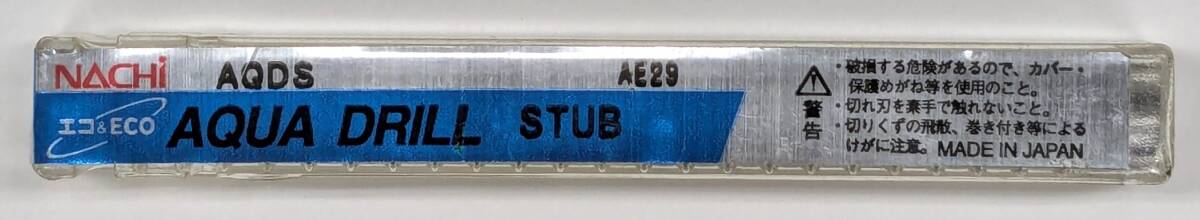 NACHi AQDS AE29
エコ&ECO AQUA DRILL STUB
警告
・破損する危険があるので、カバー・
保護めがね等を使用のこと。
・切れ刃を素手で触れないこと。
・切りくずの飛散、巻き付き等による
けがに注意。 MADE IN JAPAN